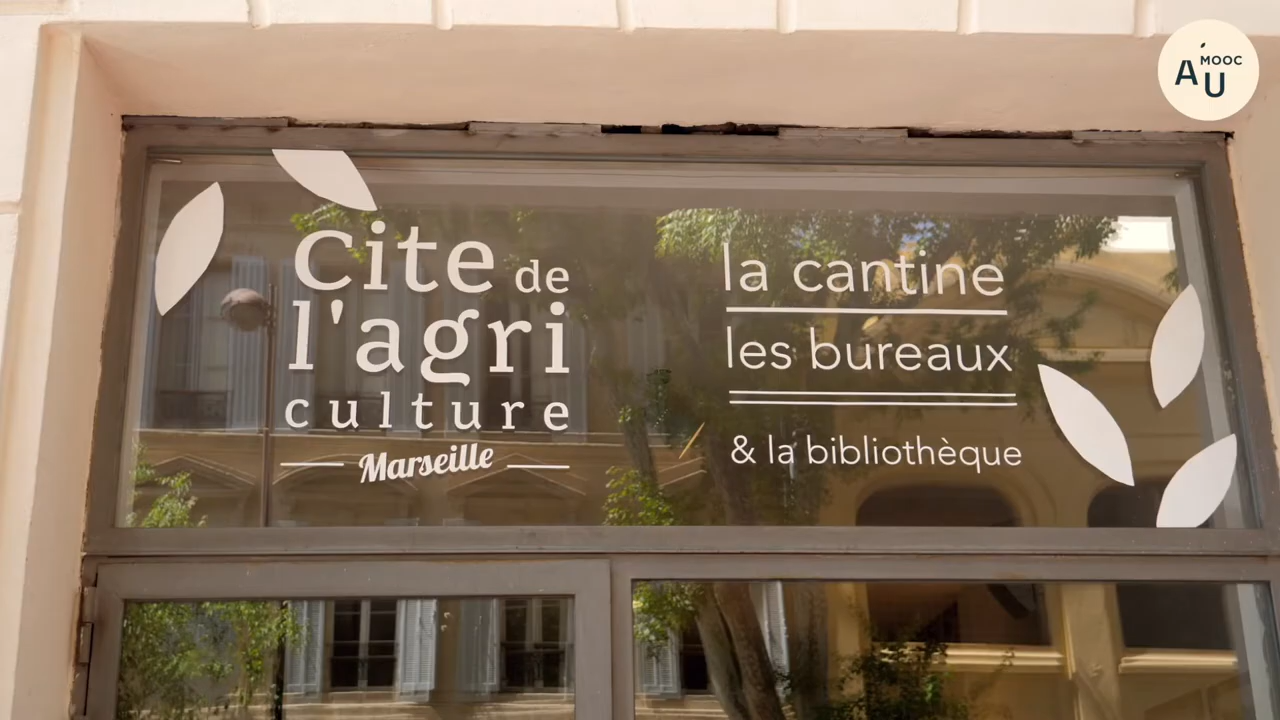 MOOC
AU
cite de
l'agri
culture
Marseille
la cantine
les bureaux
& la bibliothèque